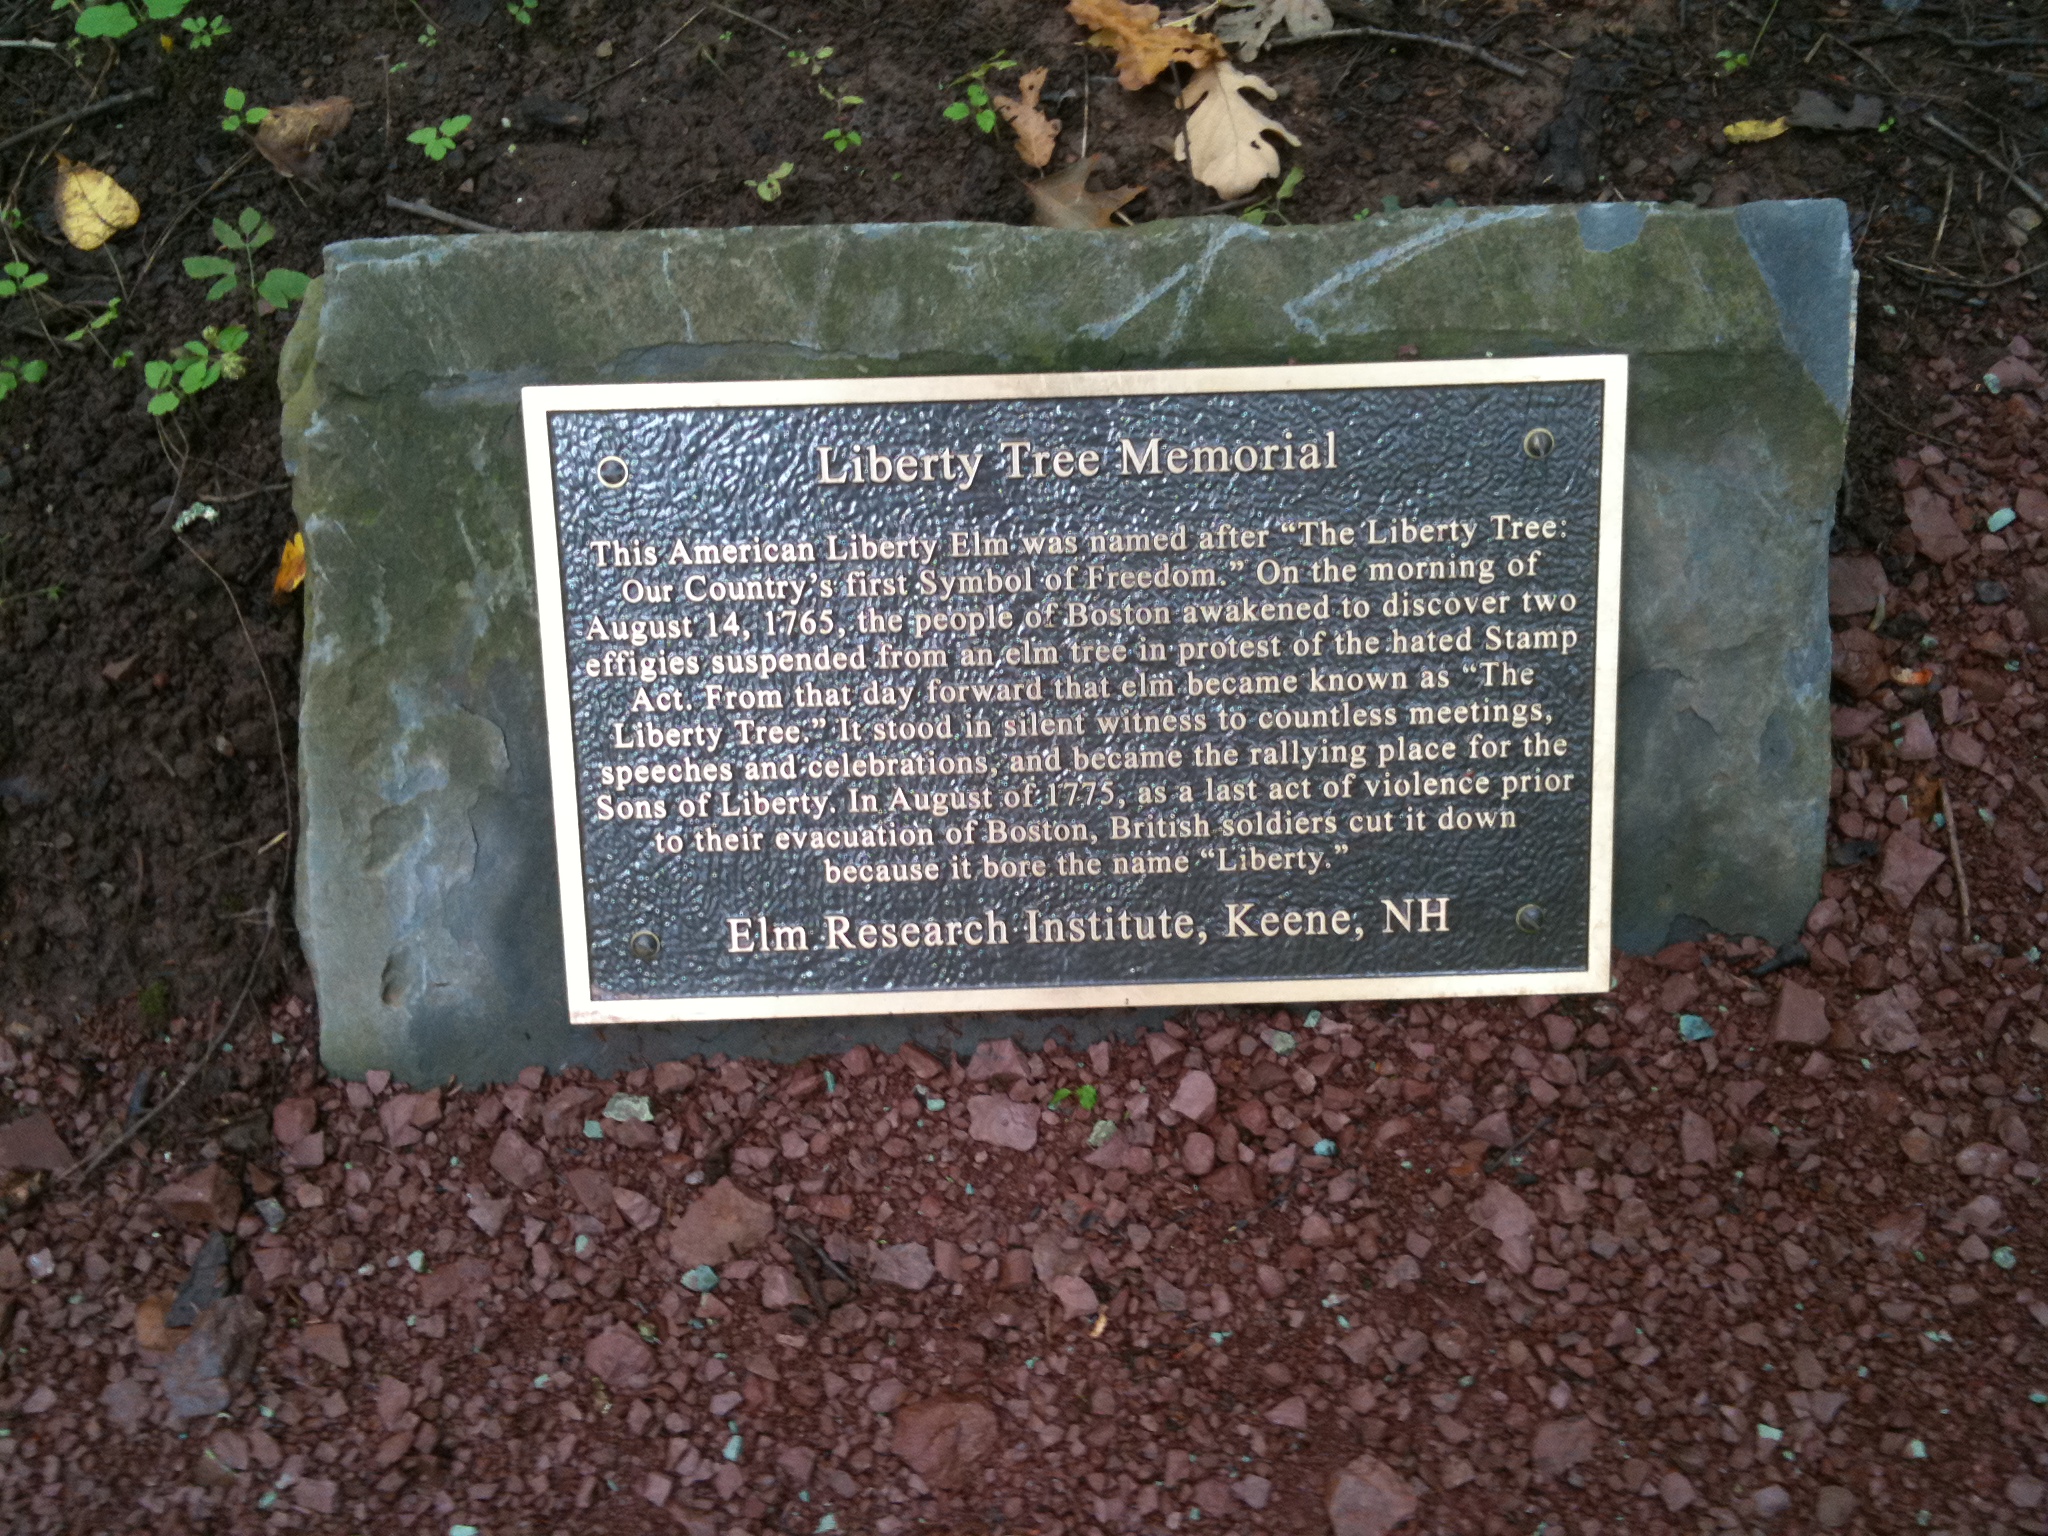 Liberty Tree Memorial
This American Liberty Elm was named after “The Liberty Tree:
Our Country’s first Symbol of Freedom.” On the morning of
August 14, 1765, the people of Boston awakened to discover two
effigies suspended from an elm tree in protest of the hated Stamp
Act. From that day forward that elm became known as “The
Liberty Tree.” It stood in silent witness to countless meetings,
speeches and celebrations, and became the rallying place for the
Sons of Liberty. In August of 1775, as a last act of violence prior
to their evacuation of Boston, British soldiers cut it down
because it bore the name “Liberty.”
Elm Research Institute, Keene, NH